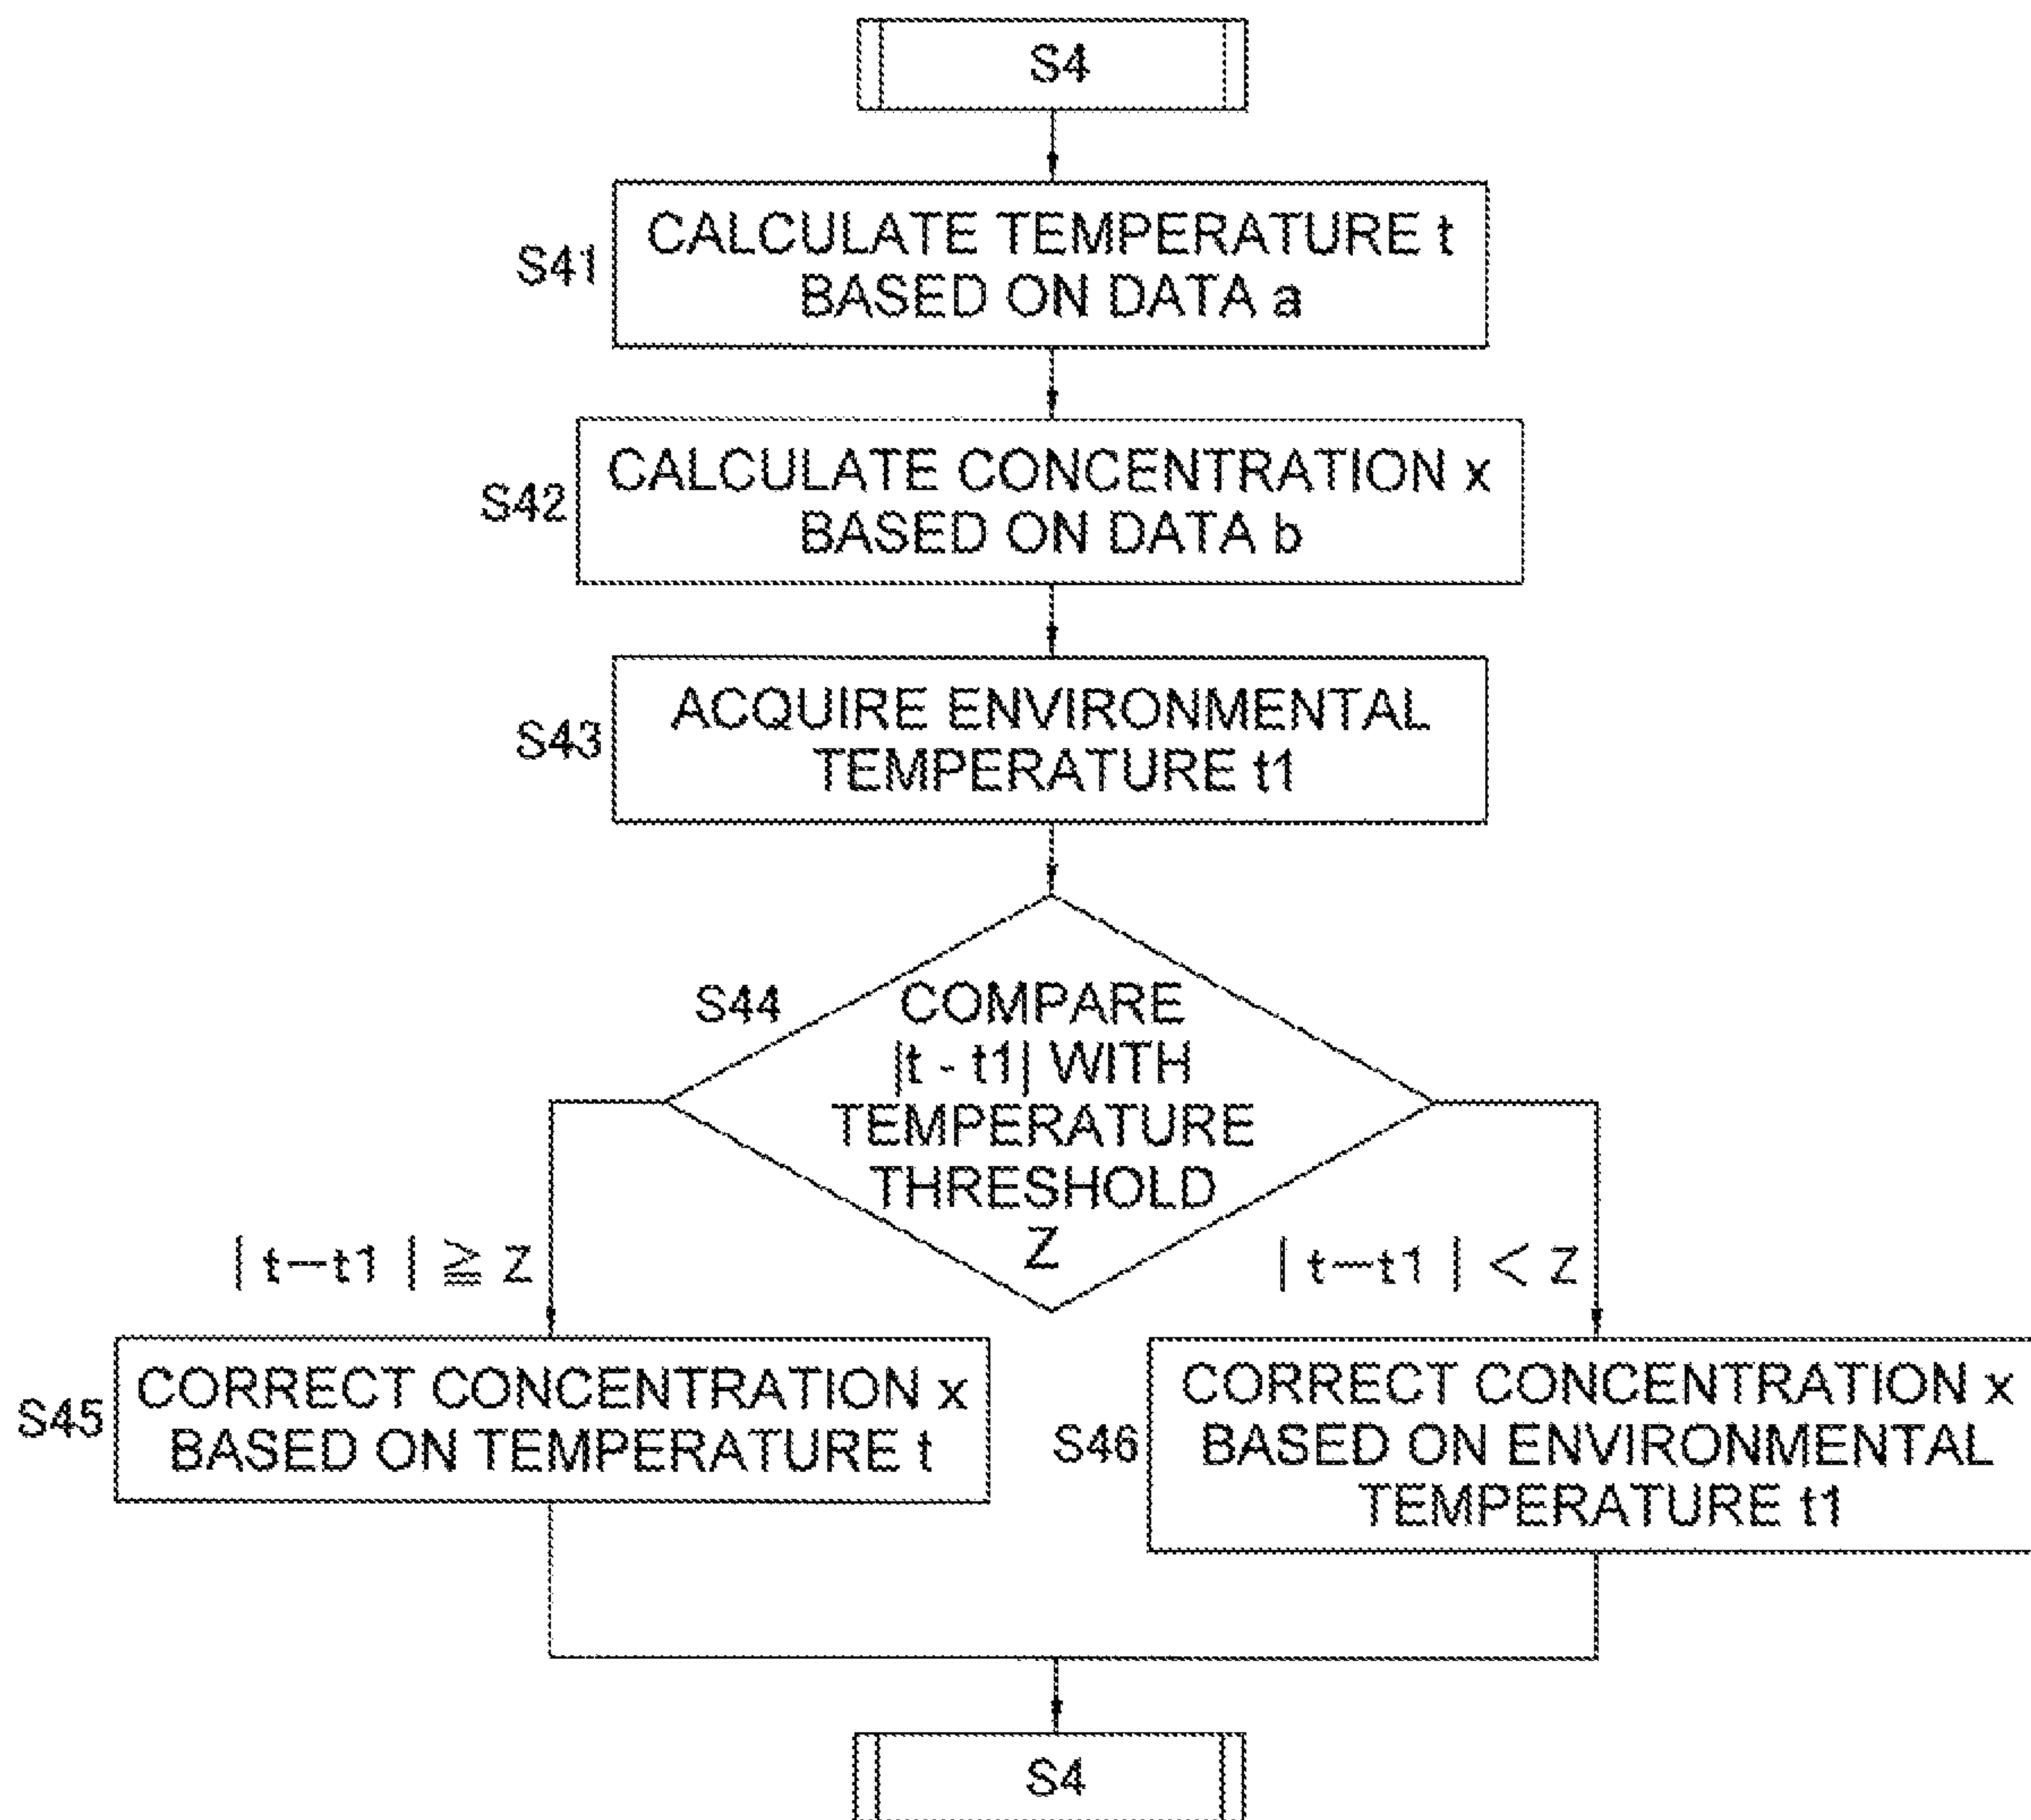 S4
S41
CALCULATE TEMPERATURE t
BASED ON DATA a
S42
CALCULATE CONCENTRATION x
BASED ON DATA b
S43
ACQUIRE ENVIRONMENTAL
TEMPERATURE t1
S44
COMPARE
|t - t1| WITH
TEMPERATURE
THRESHOLD
Z
| t−t1 | ≧ Z
| t−t1 | < Z
S45
CORRECT CONCENTRATION x
BASED ON TEMPERATURE t
S46
CORRECT CONCENTRATION x
BASED ON ENVIRONMENTAL
TEMPERATURE t1
S4